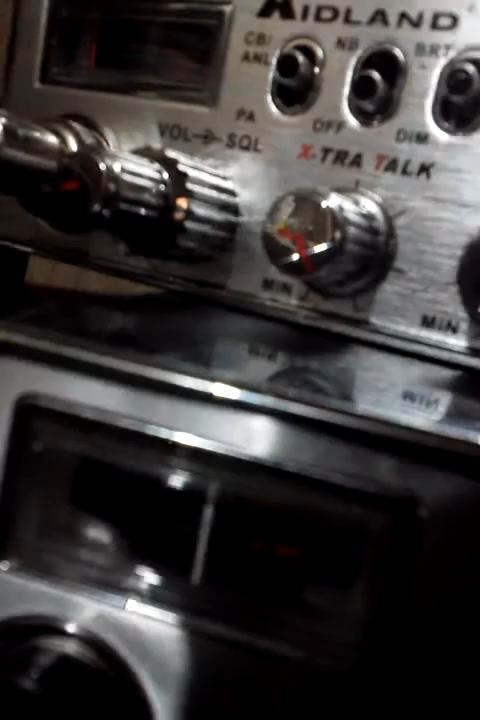 MIDLAND
CB/ NB BRT
ANL
PA OFF DIM
VOL SQL
X-TRA TALK
MIN
MIN